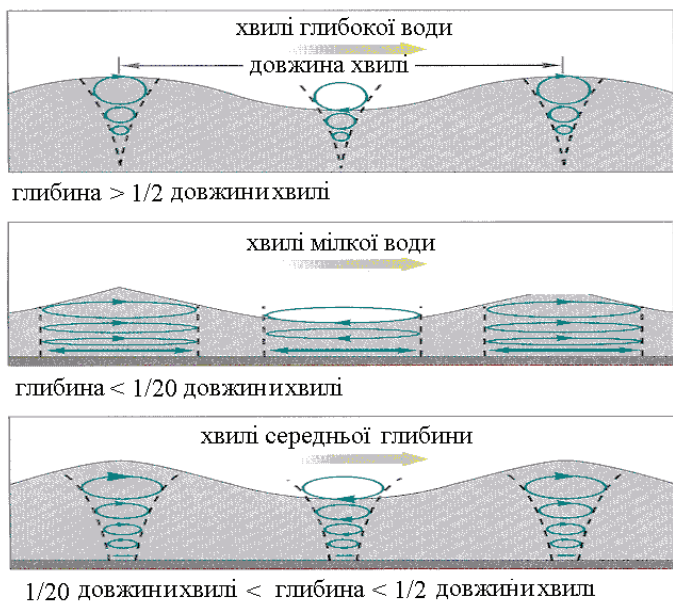 хвилі глибокої води
довжина хвилі
глибина > 1/2 довжини хвилі
хвилі мілкої води
глибина < 1/20 довжини хвилі
хвилі середньої глибини
1/20 довжини хвилі < глибина < 1/2 довжини хвилі